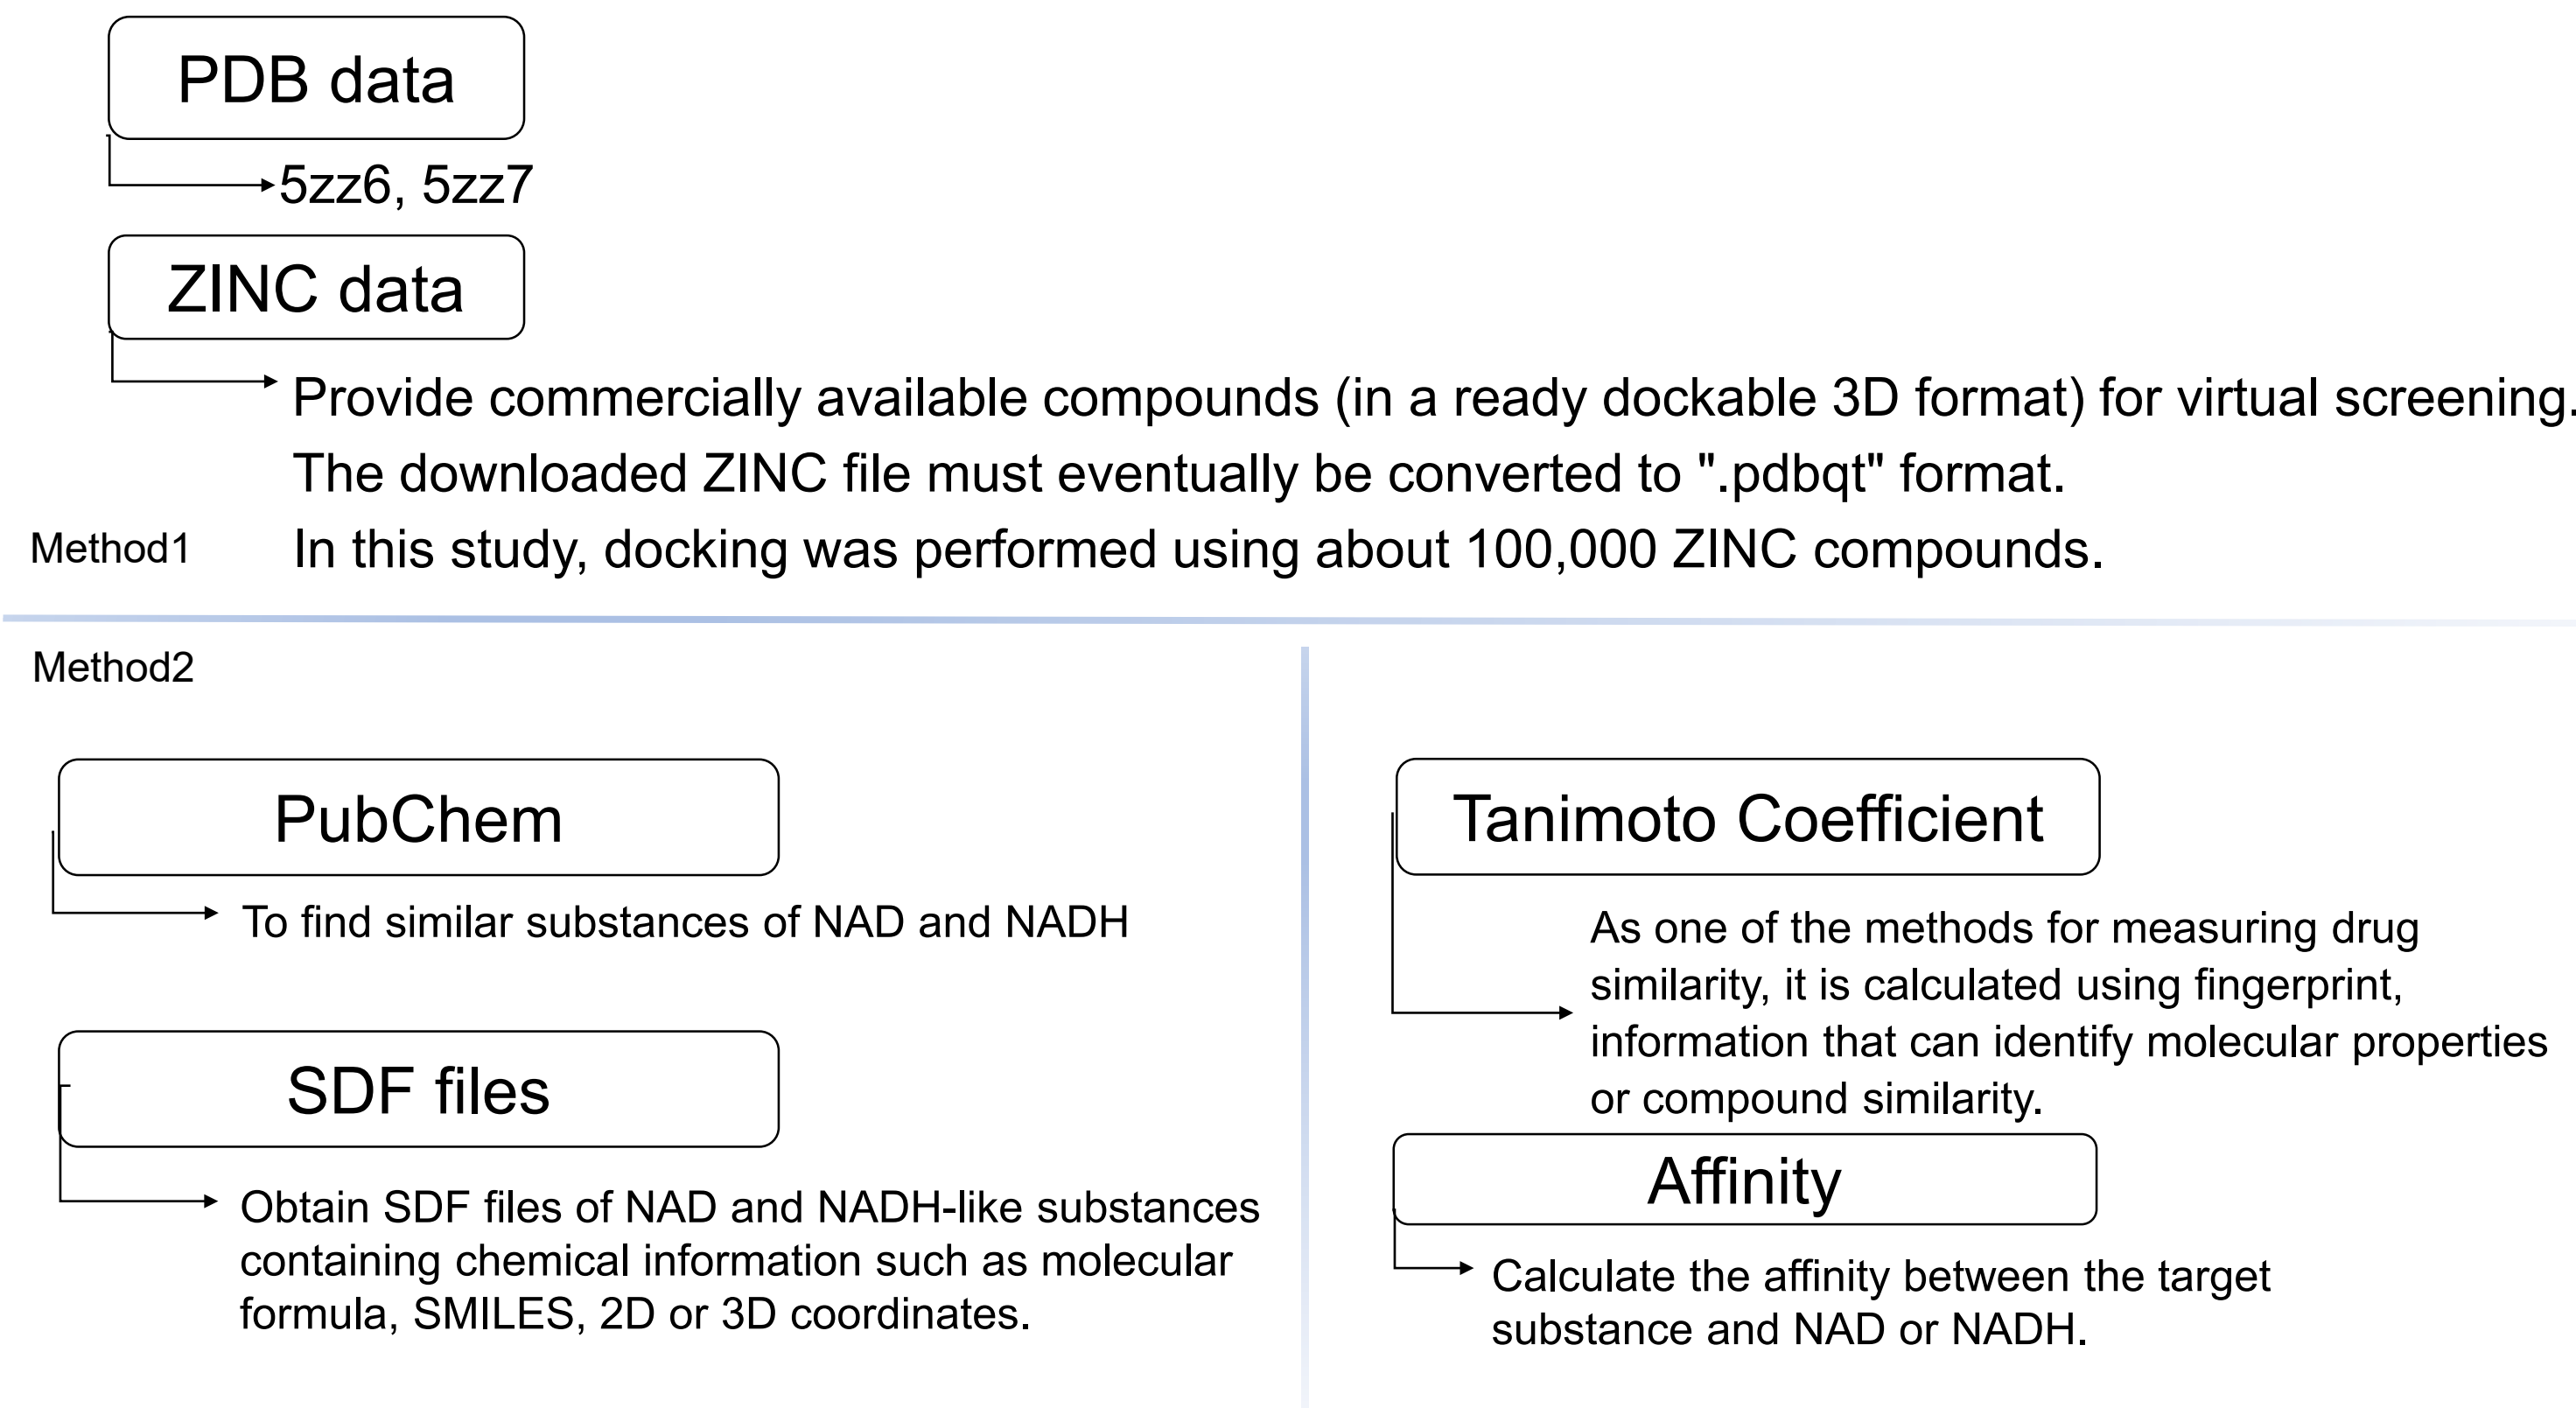 PDB data
5zz6, 5zz7
ZINC data
Provide commercially available compounds (in a ready dockable 3D format) for virtual screening.
The downloaded ZINC file must eventually be converted to ".pdbqt" format.
Method1
In this study, docking was performed using about 100,000 ZINC compounds.
Method2
PubChem
To find similar substances of NAD and NADH
SDF files
Obtain SDF files of NAD and NADH-like substances
containing chemical information such as molecular
formula, SMILES, 2D or 3D coordinates.
Tanimoto Coefficient
As one of the methods for measuring drug
similarity, it is calculated using fingerprint,
information that can identify molecular properties
or compound similarity.
Affinity
Calculate the affinity between the target
substance and NAD or NADH.